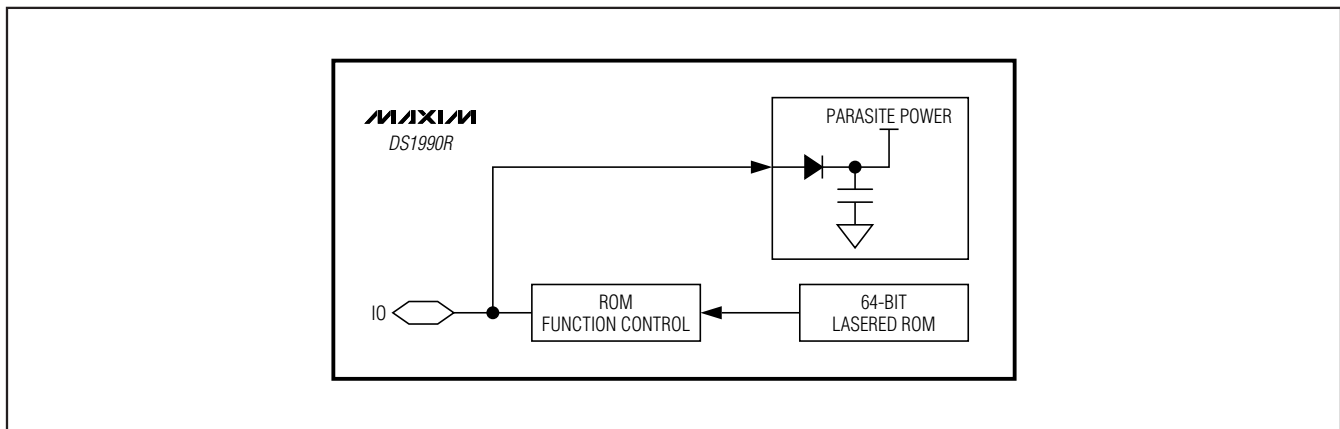 MAXIM
DS1990R
PARASITE POWER
IO
ROM
FUNCTION CONTROL
64-BIT
LASERED ROM